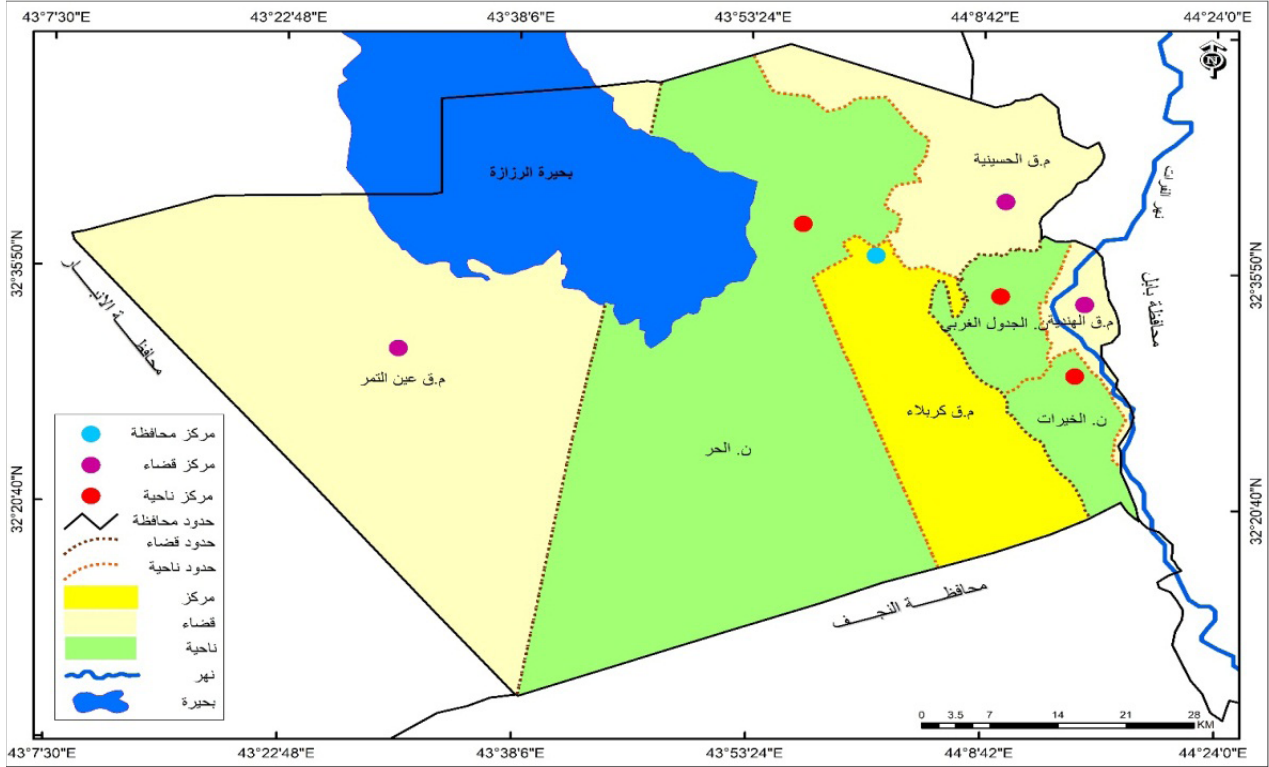 43°7'30"E 43°22'48"E 43°38'6"E 43°53'24"E 44°8'42"E 44°24'0"E
N
م.ق الحسينية
بحيرة الرزازة
نهر الفرات
32°35'50"N 32°35'50"N
محافظـــة الانبـــار
محافظة بابل
م.ق الهندية
ن. الجدول الغربي
م.ق عين التمر
م.ق كربلاء
ن. الخيرات
ن. الحر
32°20'40"N 32°20'40"N
محافظـــة النجـــف
مركز محافظة
مركز قضاء
مركز ناحية
حدود محافظة
حدود قضاء
حدود ناحية
مركز
قضاء
ناحية
نهر
بحيرة
0 3.5 7 14 21 28
KM
43°7'30"E 43°22'48"E 43°38'6"E 43°53'24"E 44°8'42"E 44°24'0"E